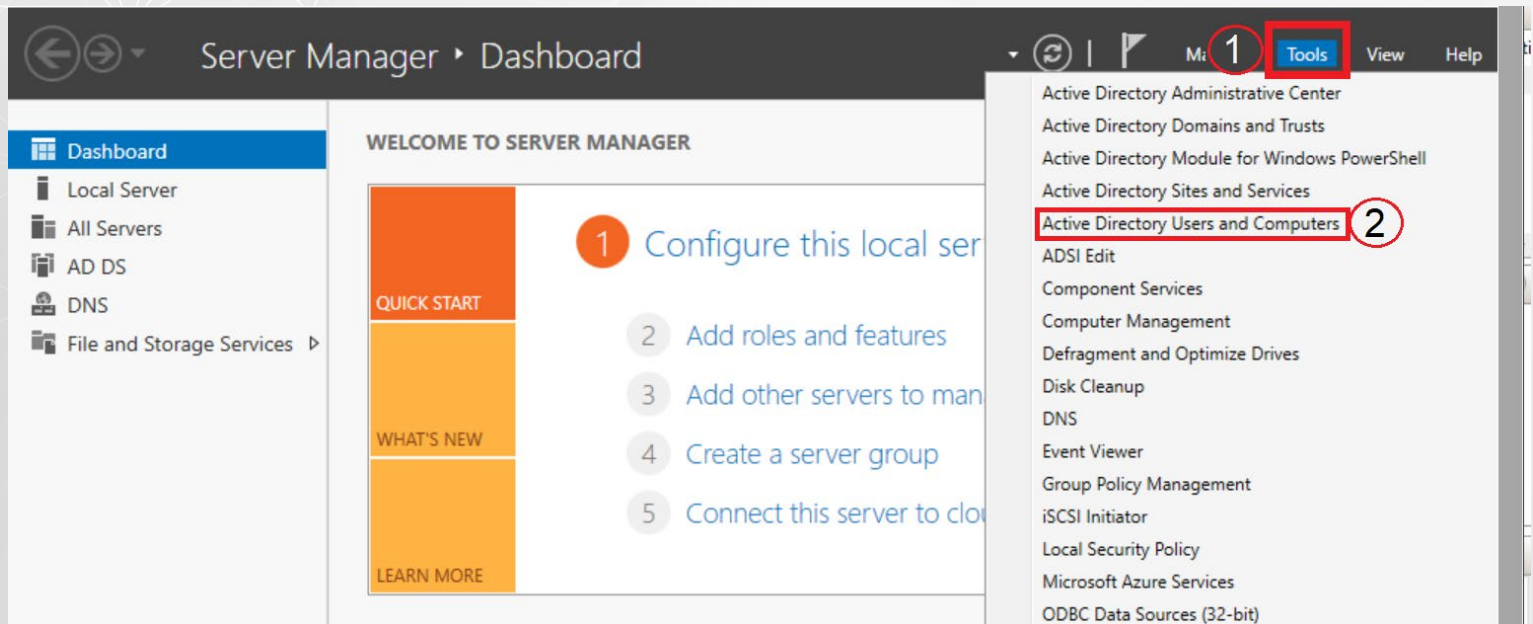 Server Manager ‣ Dashboard
1
Tools
View
Help
Dashboard
Local Server
All Servers
AD DS
DNS
File and Storage Services
WELCOME TO SERVER MANAGER
QUICK START
WHAT'S NEW
LEARN MORE
1 Configure this local ser
2 Add roles and features
3 Add other servers to man
4 Create a server group
5 Connect this server to clou
Active Directory Administrative Center
Active Directory Domains and Trusts
Active Directory Module for Windows PowerShell
Active Directory Sites and Services
Active Directory Users and Computers 2
ADSI Edit
Component Services
Computer Management
Defragment and Optimize Drives
Disk Cleanup
DNS
Event Viewer
Group Policy Management
iSCSI Initiator
Local Security Policy
Microsoft Azure Services
ODBC Data Sources (32-bit)